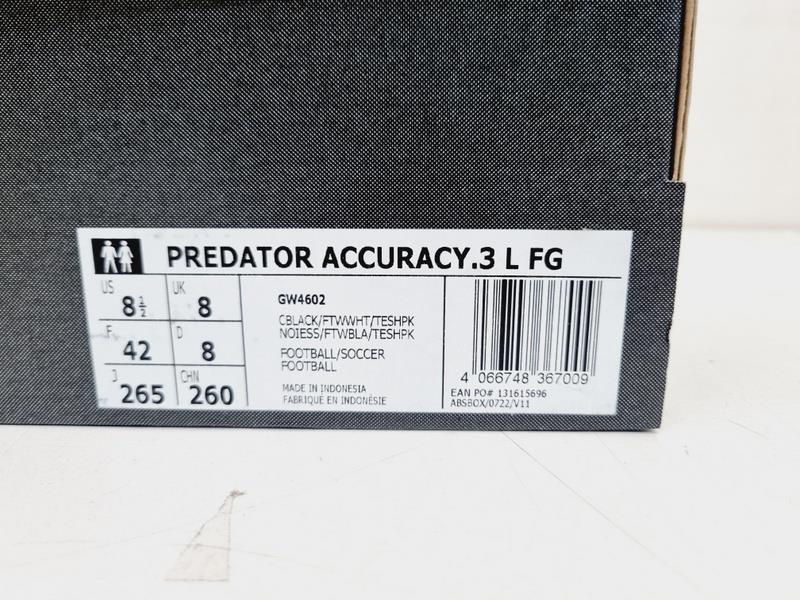 PREDATOR ACCURACY.3 L FG
US 8½ UK 8
F 42 D 8
J 265 CHN 260
GW4602
CBLACK/FTWWHT/TESHPK
NOIESS/FTWBLA/TESHPK
FOOTBALL/SOCCER
FOOTBALL
MADE IN INDONESIA
FABRIQUÉ EN INDONÉSIE
4 066748 367009
EAN PO# 131615696
ABSBOX/0722/V11